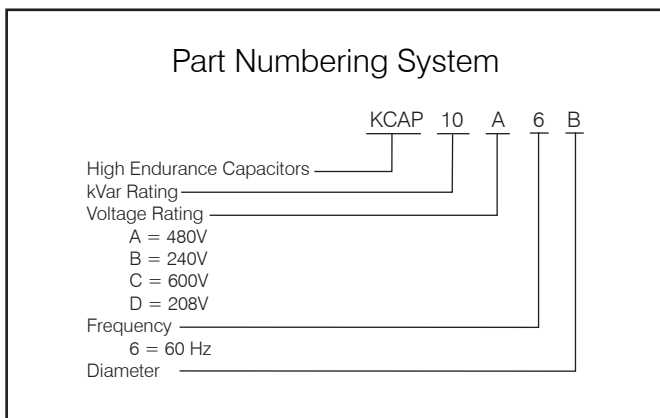 Part Numbering System
KCAP 10 A 6 B
High Endurance Capacitors
kVar Rating
Voltage Rating
A = 480V
B = 240V
C = 600V
D = 208V
Frequency
6 = 60 Hz
Diameter